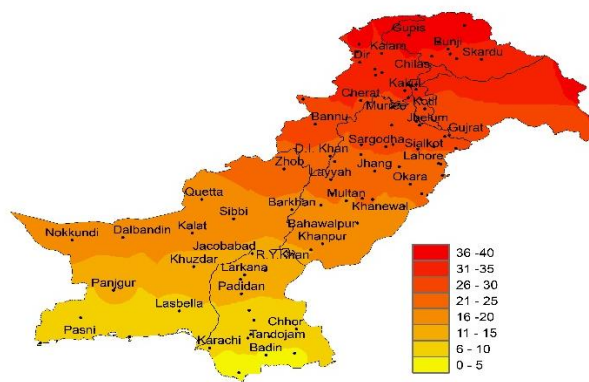 Gupis
Kalam
Bunji
Dir
Skardu
Chilas
Cherat
Murree
Kotli
Bannu
Jhelum
Gujrat
Sargodha
Sialkot
D.I. Khan
Lahore
Zhob
Jhang
Layyah
Okara
Quetta
Multan
Barkhan
Khanewal
Sibbi
Nokkundi
Dalbandin
Kalat
Bahawalpur
Khanpur
Jacobabad
R.Y.Khan
Khuzdar
Larkana
Panjgur
Padidan
Lasbella
Pasni
Chhor
Karachi
Tandojam
Badin
36 -40
31 - 35
26 - 30
21 - 25
16 -20
11 - 15
6 - 10
0 - 5